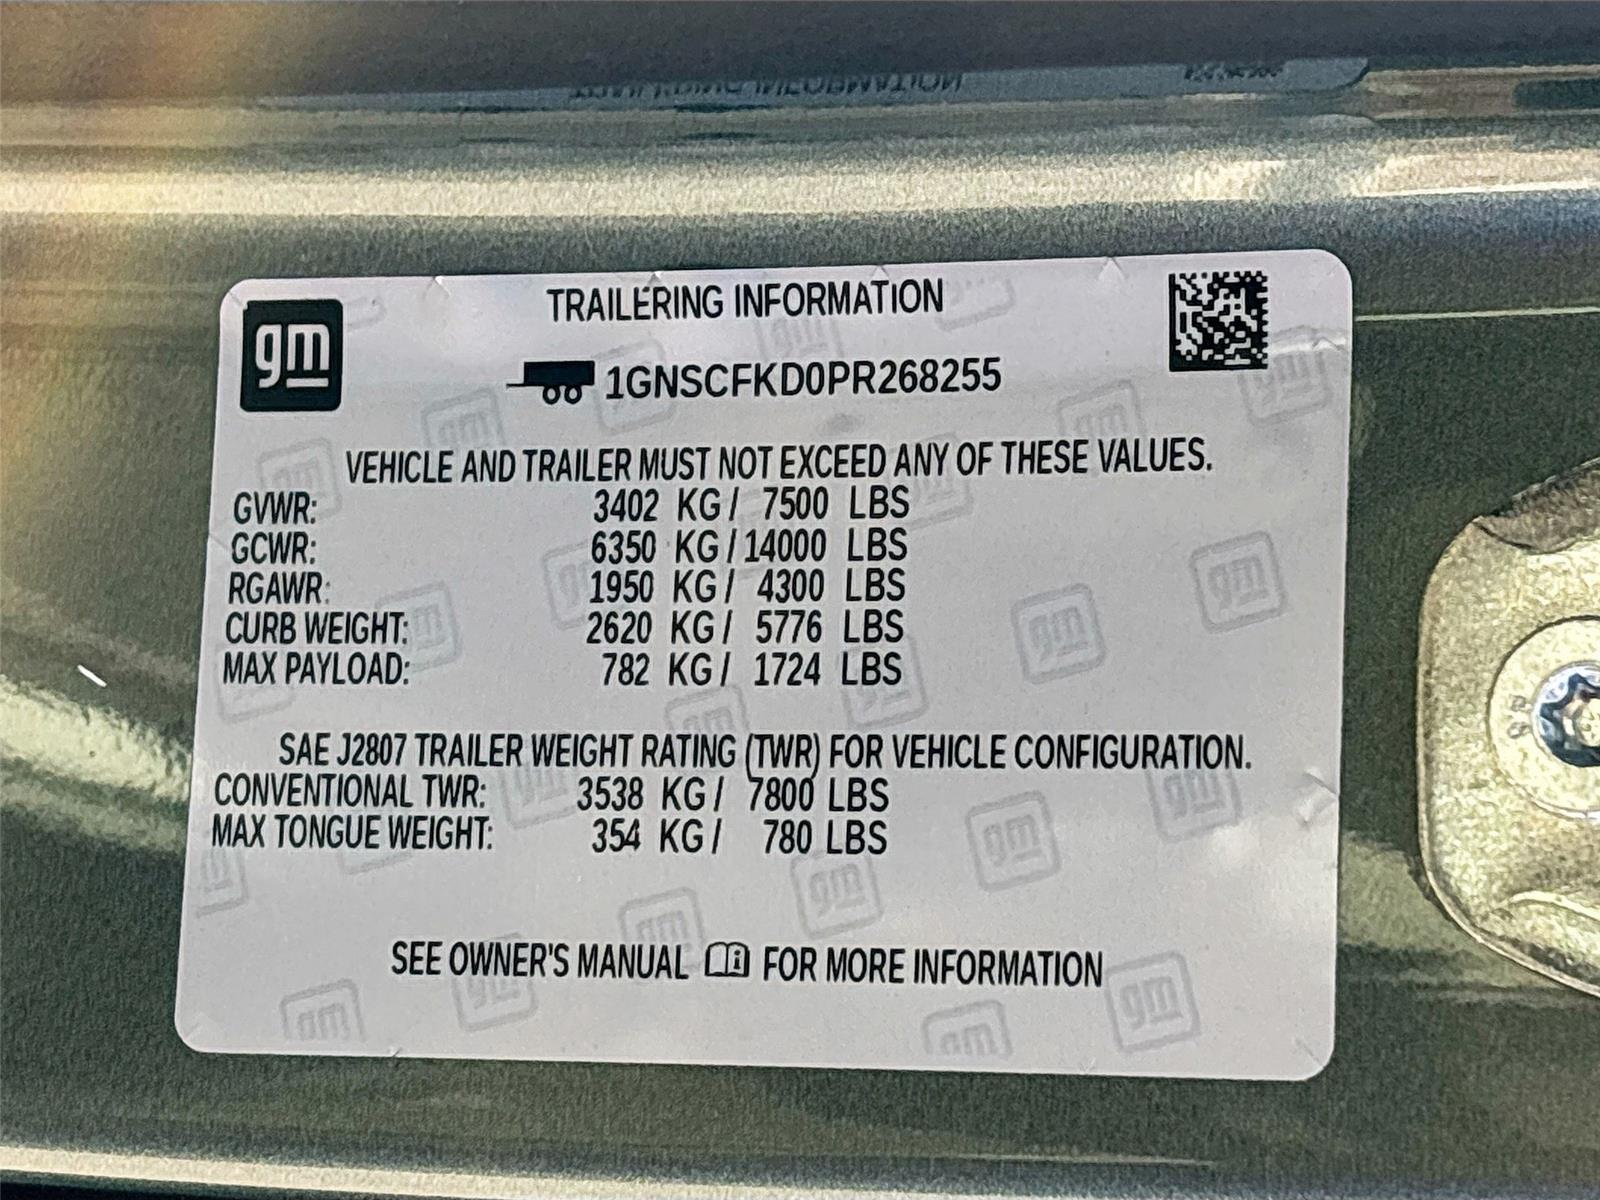 gm
TRAILERING INFORMATION
1GNSCFKD0PR268255
VEHICLE AND TRAILER MUST NOT EXCEED ANY OF THESE VALUES.
GVWR: 3402 KG/ 7500 LBS
GCWR: 6350 KG/14000 LBS
RGAWR: 1950 KG/ 4300 LBS
CURB WEIGHT: 2620 KG/ 5776 LBS
MAX PAYLOAD: 782 KG/ 1724 LBS
SAE J2807 TRAILER WEIGHT RATING (TWR) FOR VEHICLE CONFIGURATION.
CONVENTIONAL TWR: 3538 KG/ 7800 LBS
MAX TONGUE WEIGHT: 354 KG/ 780 LBS
SEE OWNER'S MANUAL FOR MORE INFORMATION